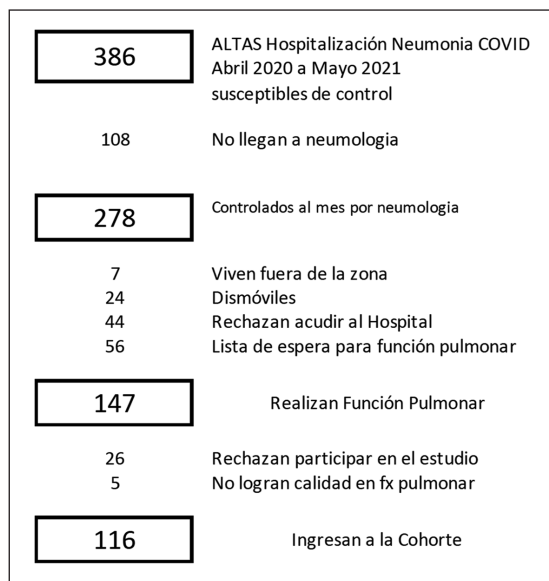 386 ALTAS Hospitalización Neumonia COVID
Abril 2020 a Mayo 2021
susceptibles de control
108 No llegan a neumologia
278 Controlados al mes por neumologia
7 Viven fuera de la zona
24 Dismóviles
44 Rechazan acudir al Hospital
56 Lista de espera para función pulmonar
147 Realizan Función Pulmonar
26 Rechazan participar en el estudio
5 No logran calidad en fx pulmonar
116 Ingresan a la Cohorte